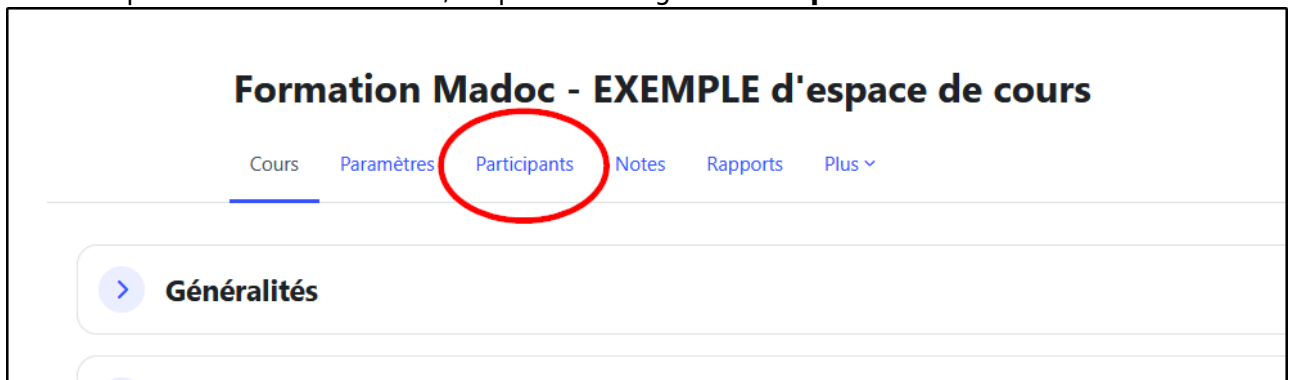 Formation Madoc - EXEMPLE d'espace de cours
Cours Paramètres Participants Notes Rapports Plus
Généralités